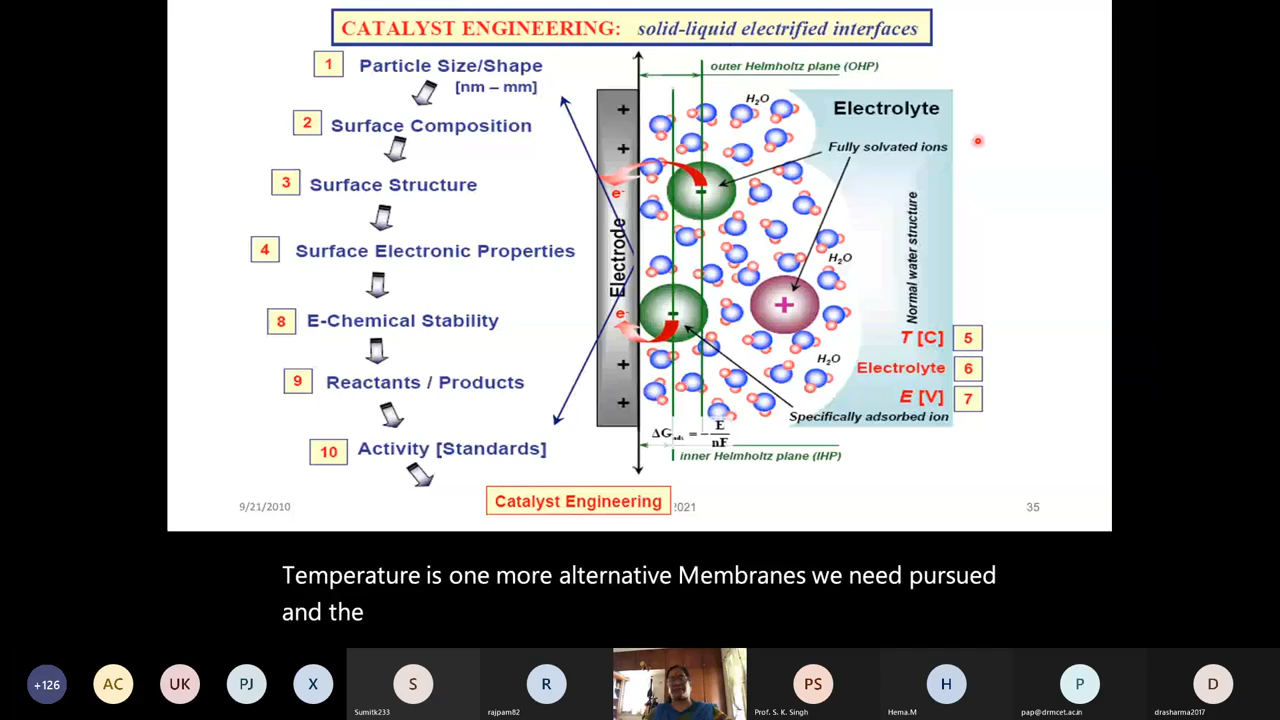 CATALYST ENGINEERING: solid-liquid electrified interfaces
1 Particle Size/Shape
[nm – mm]
2 Surface Composition
3 Surface Structure
4 Surface Electronic Properties
8 E-Chemical Stability
9 Reactants / Products
10 Activity [Standards]
outer Helmholtz plane (OHP)
H2O
Electrolyte
Fully solvated ions
+
+
e-
-
Electrode
Normal water structure
H2O
+
e-
-
T [C] 5
H2O
+
Electrolyte 6
E [V] 7
+
Specifically adsorbed ion
ΔGads = - E
nF
inner Helmholtz plane (IHP)
Catalyst Engineering
9/21/2010
2021
35
Temperature is one more alternative Membranes we need pursued
and the
+126
AC
UK
PJ
X
S
R
PS
H
P
D
Sumitk233
rajpam82
Prof. S. K. Singh
Hema.M
pap@drmcet.ac.in
drasharma2017